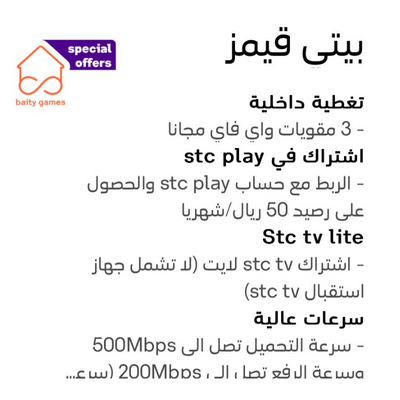 special
offers
baity games
بيتي قيمز
تغطية داخلية
- 3 مقويات واي فاي مجانا
اشتراك في stc play
- الربط مع حساب stc play والحصول
على رصيد 50 ريال/شهريا
Stc tv lite
- اشتراك stc tv لايت (لا تشمل جهاز
استقبال stc tv)
سرعات عالية
- سرعة التحميل تصل الى 500Mbps
وسرعة الرفع تصل الى 200Mbps (سرع...